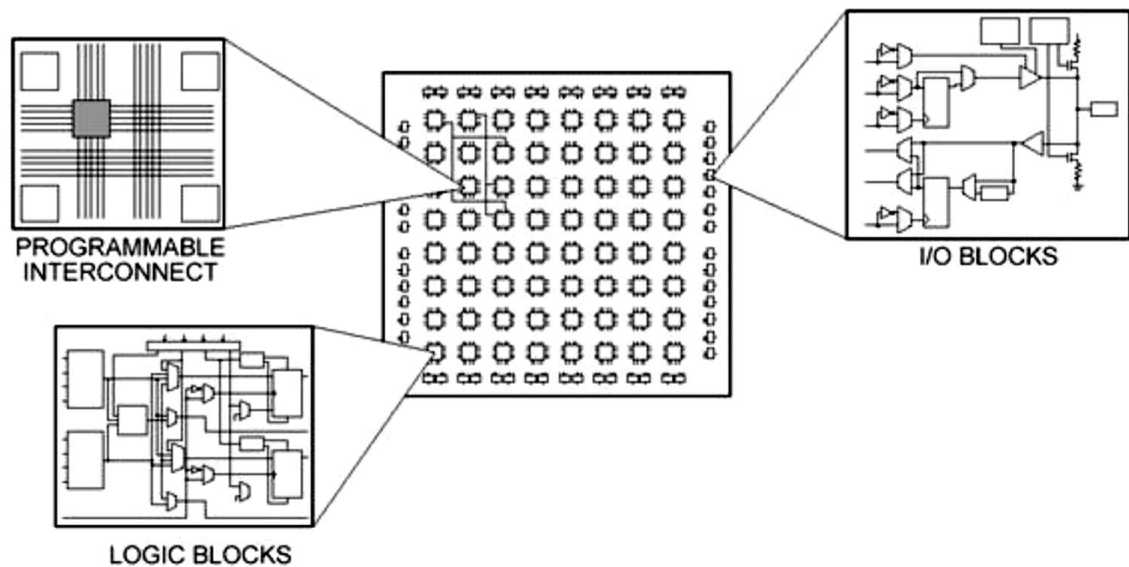 PROGRAMMABLE
INTERCONNECT
I/O BLOCKS
LOGIC BLOCKS